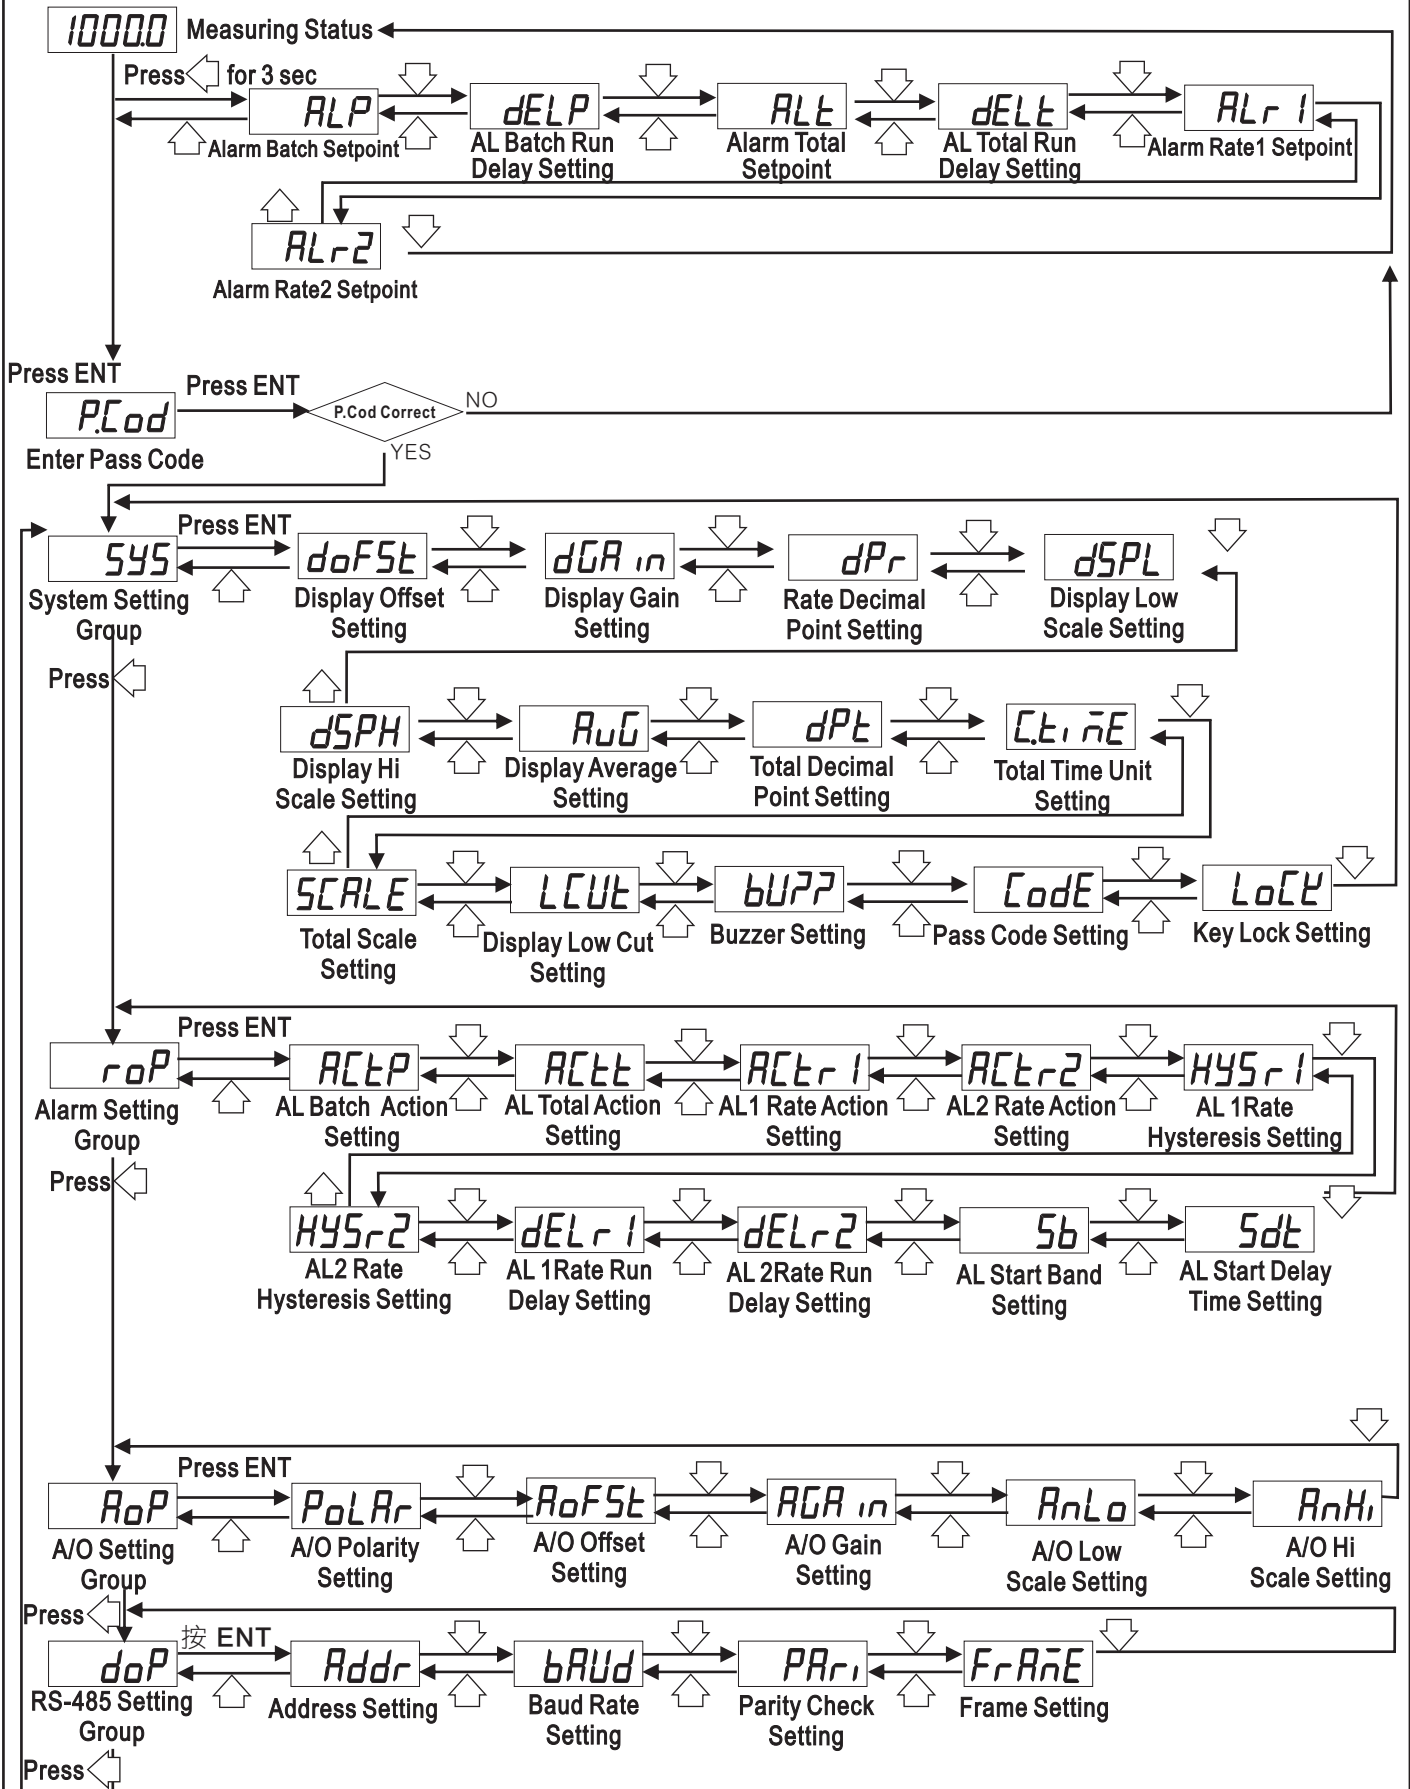 1000.0 Measuring Status
Press for 3 sec
ALP dELP ALt dELt ALr1
Alarm Batch Setpoint
AL Batch Run
Delay Setting
Alarm Total
Setpoint
AL Total Run
Delay Setting
Alarm Rate1 Setpoint
ALr2
Alarm Rate2 Setpoint
Press ENT
Press ENT
P.Cod
P.Cod Correct
NO
YES
Enter Pass Code
Press ENT
SYS doFSt dGAin dPr dSPL
System Setting
Group
Display Offset
Setting
Display Gain
Setting
Rate Decimal
Point Setting
Display Low
Scale Setting
Press
dSPH AuG dPt C.timE
Display Hi
Scale Setting
Display Average
Setting
Total Decimal
Point Setting
Total Time Unit
Setting
SCALE LCUt bUZZ CodE LoCK
Total Scale
Setting
Display Low Cut
Setting
Buzzer Setting
Pass Code Setting
Key Lock Setting
Press ENT
roP ACtP ACtt ACtr1 ACtr2 HYSr1
Alarm Setting
Group
AL Batch Action
Setting
AL Total Action
Setting
AL1 Rate Action
Setting
AL2 Rate Action
Setting
AL 1Rate
Hysteresis Setting
Press
HYSr2 dELr1 dELr2 Sb Sdt
AL2 Rate
Hysteresis Setting
AL 1Rate Run
Delay Setting
AL 2Rate Run
Delay Setting
AL Start Band
Setting
AL Start Delay
Time Setting
Press ENT
AoP PoLAr AoFSt AGAin AnLo AnHi
A/O Setting
Group
A/O Polarity
Setting
A/O Offset
Setting
A/O Gain
Setting
A/O Low
Scale Setting
A/O Hi
Scale Setting
Press
按 ENT
doP Addr bAUd PAri FrAmE
RS-485 Setting
Group
Address Setting
Baud Rate
Setting
Parity Check
Setting
Frame Setting
Press